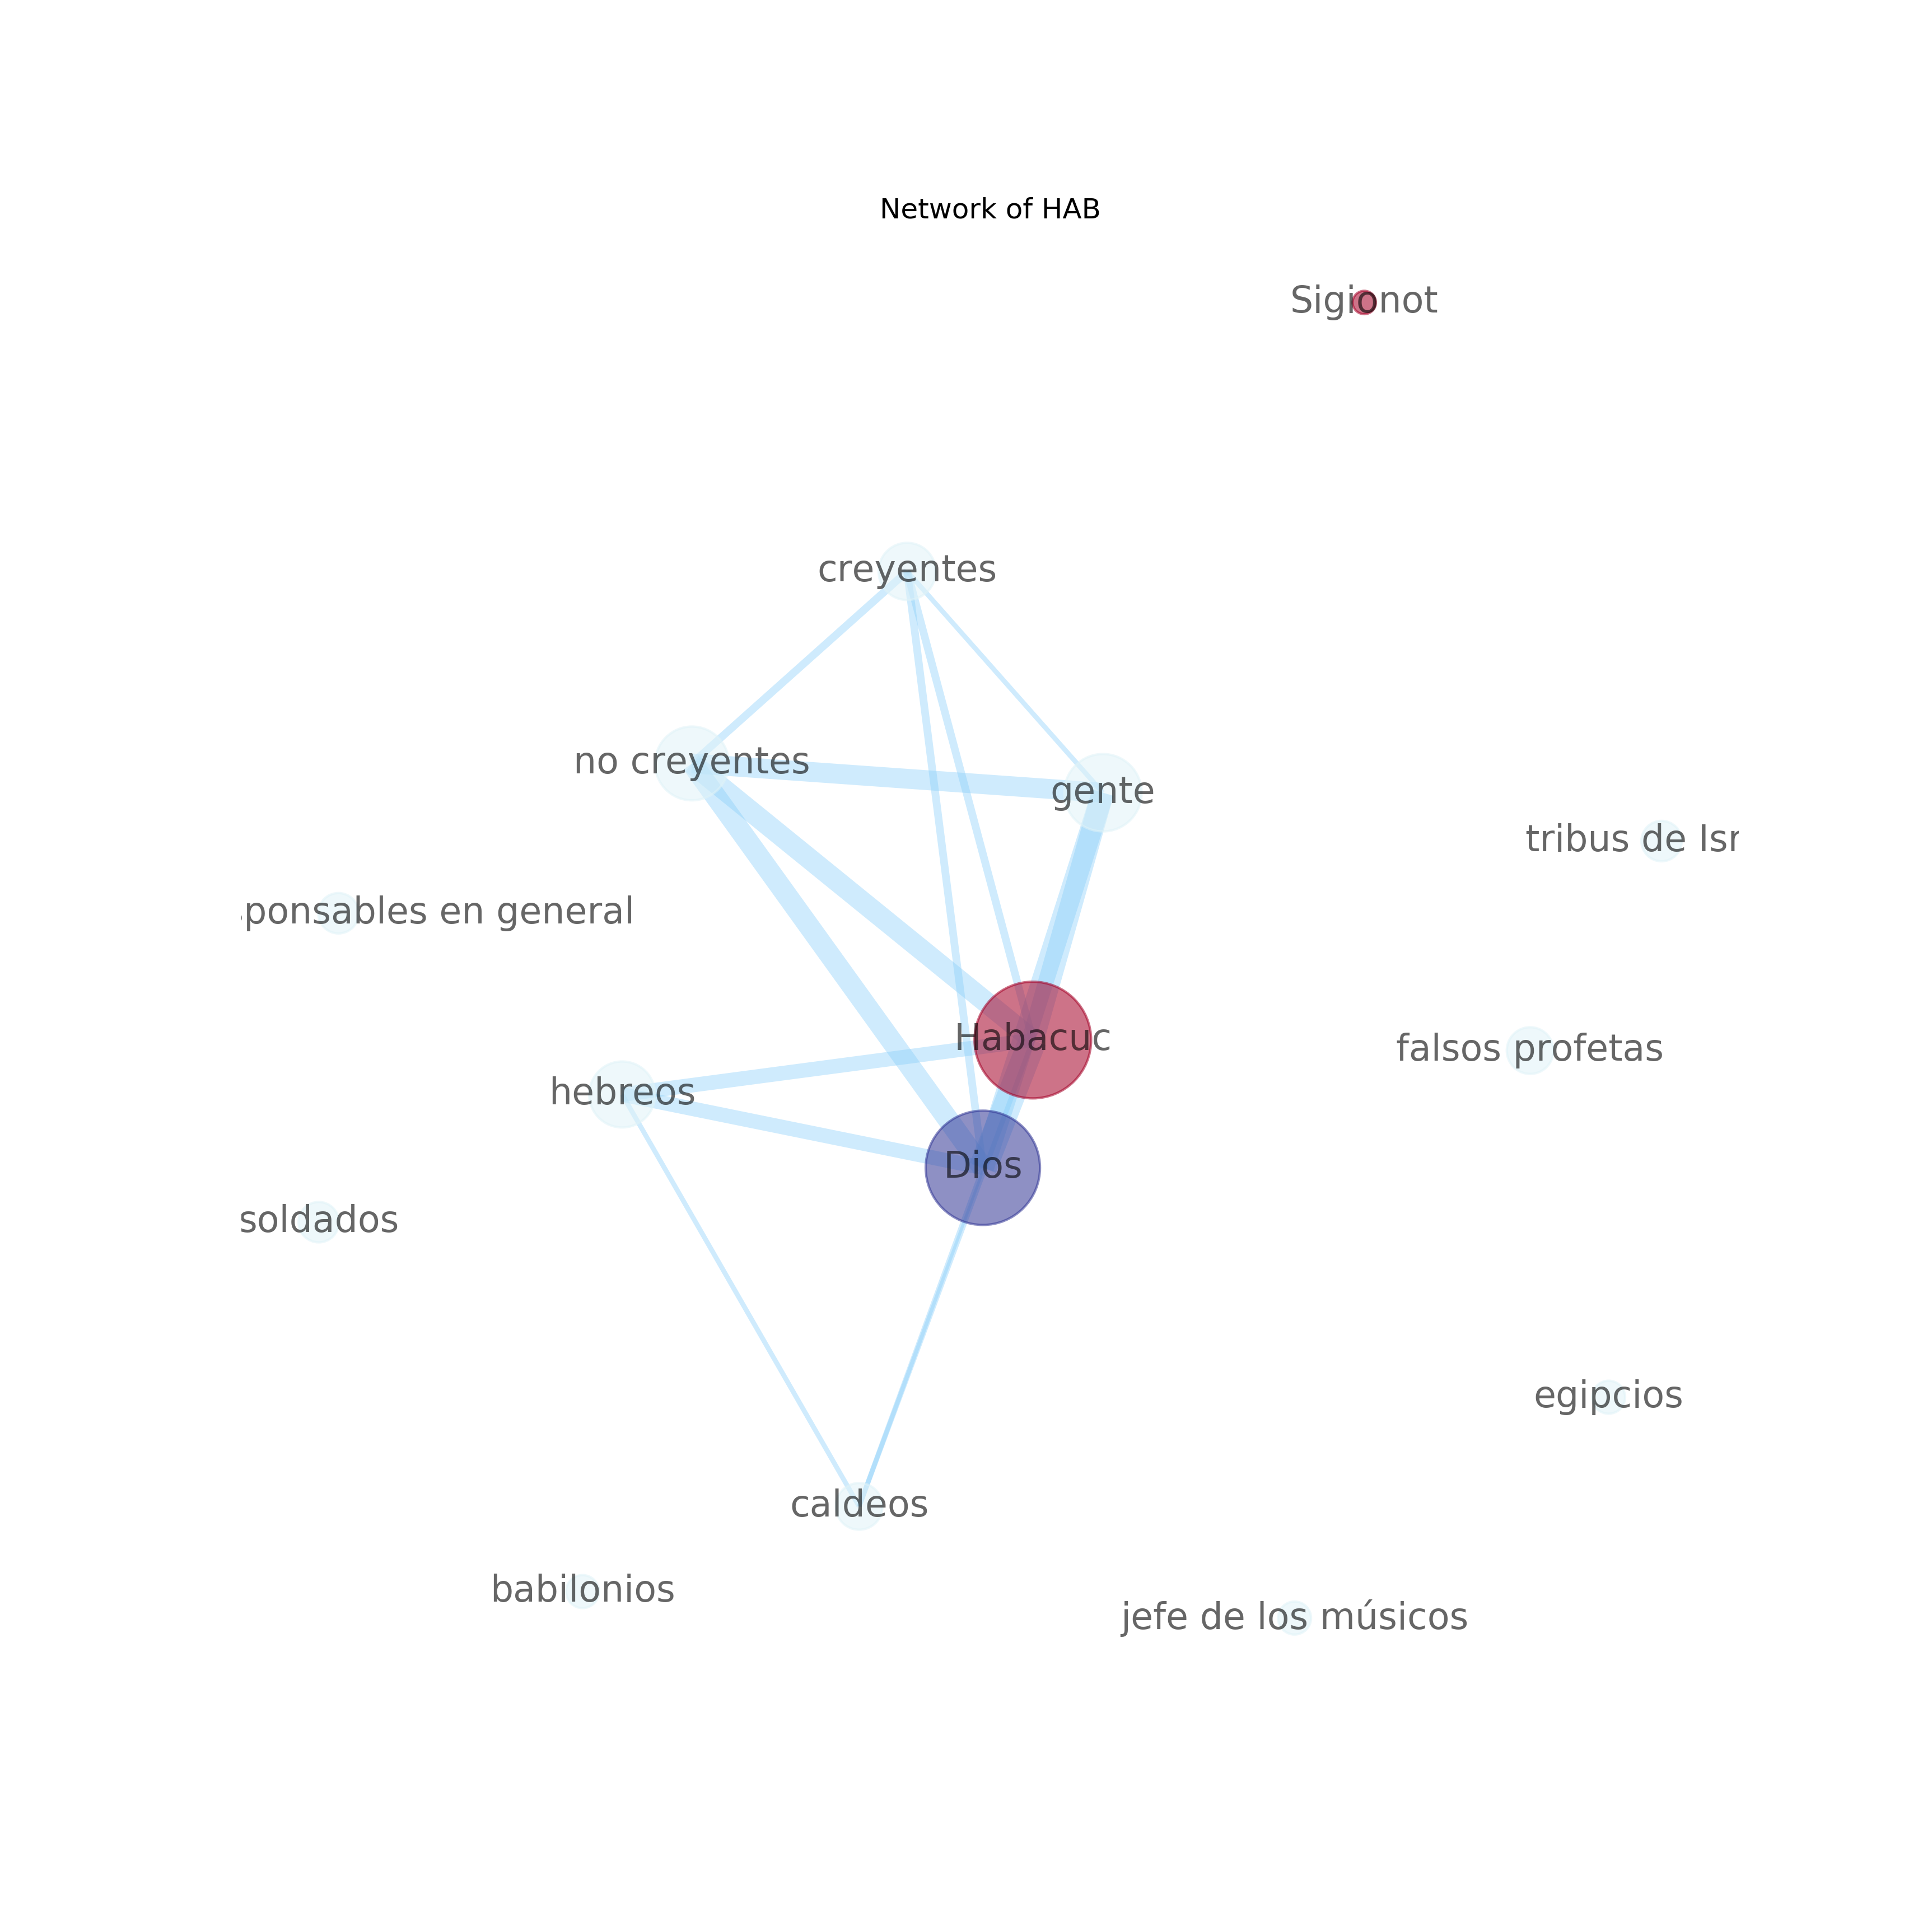 Network of HAB
Sigionot
creyentes
no creyentes
gente
tribus de Isr
ponsables en general
Habacuc
falsos profetas
hebreos
Dios
soldados
egipcios
caldeos
babilonios
jefe de los músicos